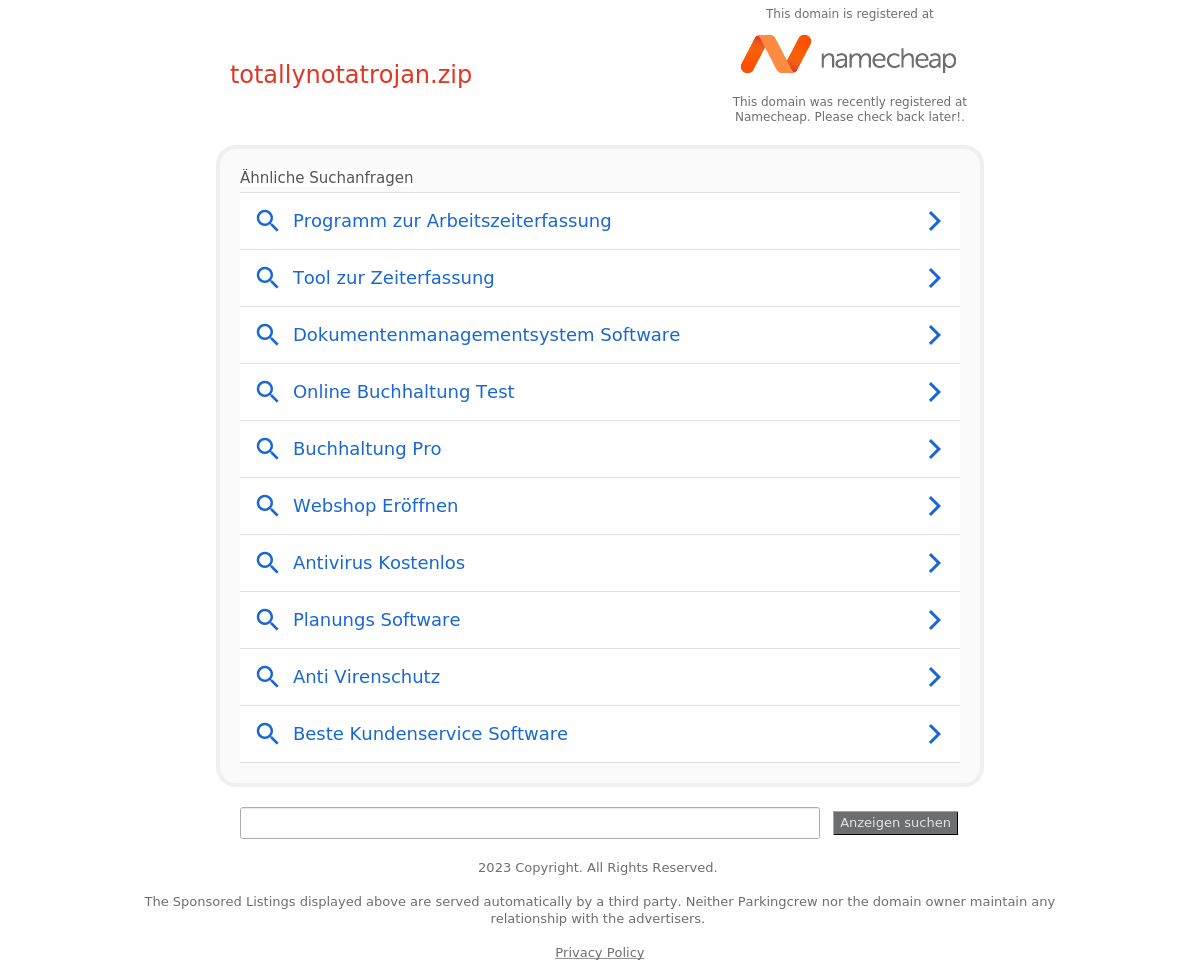 This domain is registered at
namecheap
totallynotatrojan.zip
This domain was recently registered at
Namecheap. Please check back later!.
Ähnliche Suchanfragen
Programm zur Arbeitszeiterfassung
Tool zur Zeiterfassung
Dokumentenmanagementsystem Software
Online Buchhaltung Test
Buchhaltung Pro
Webshop Eröffnen
Antivirus Kostenlos
Planungs Software
Anti Virenschutz
Beste Kundenservice Software
Anzeigen suchen
2023 Copyright. All Rights Reserved.
The Sponsored Listings displayed above are served automatically by a third party. Neither Parkingcrew nor the domain owner maintain any
relationship with the advertisers.
Privacy Policy